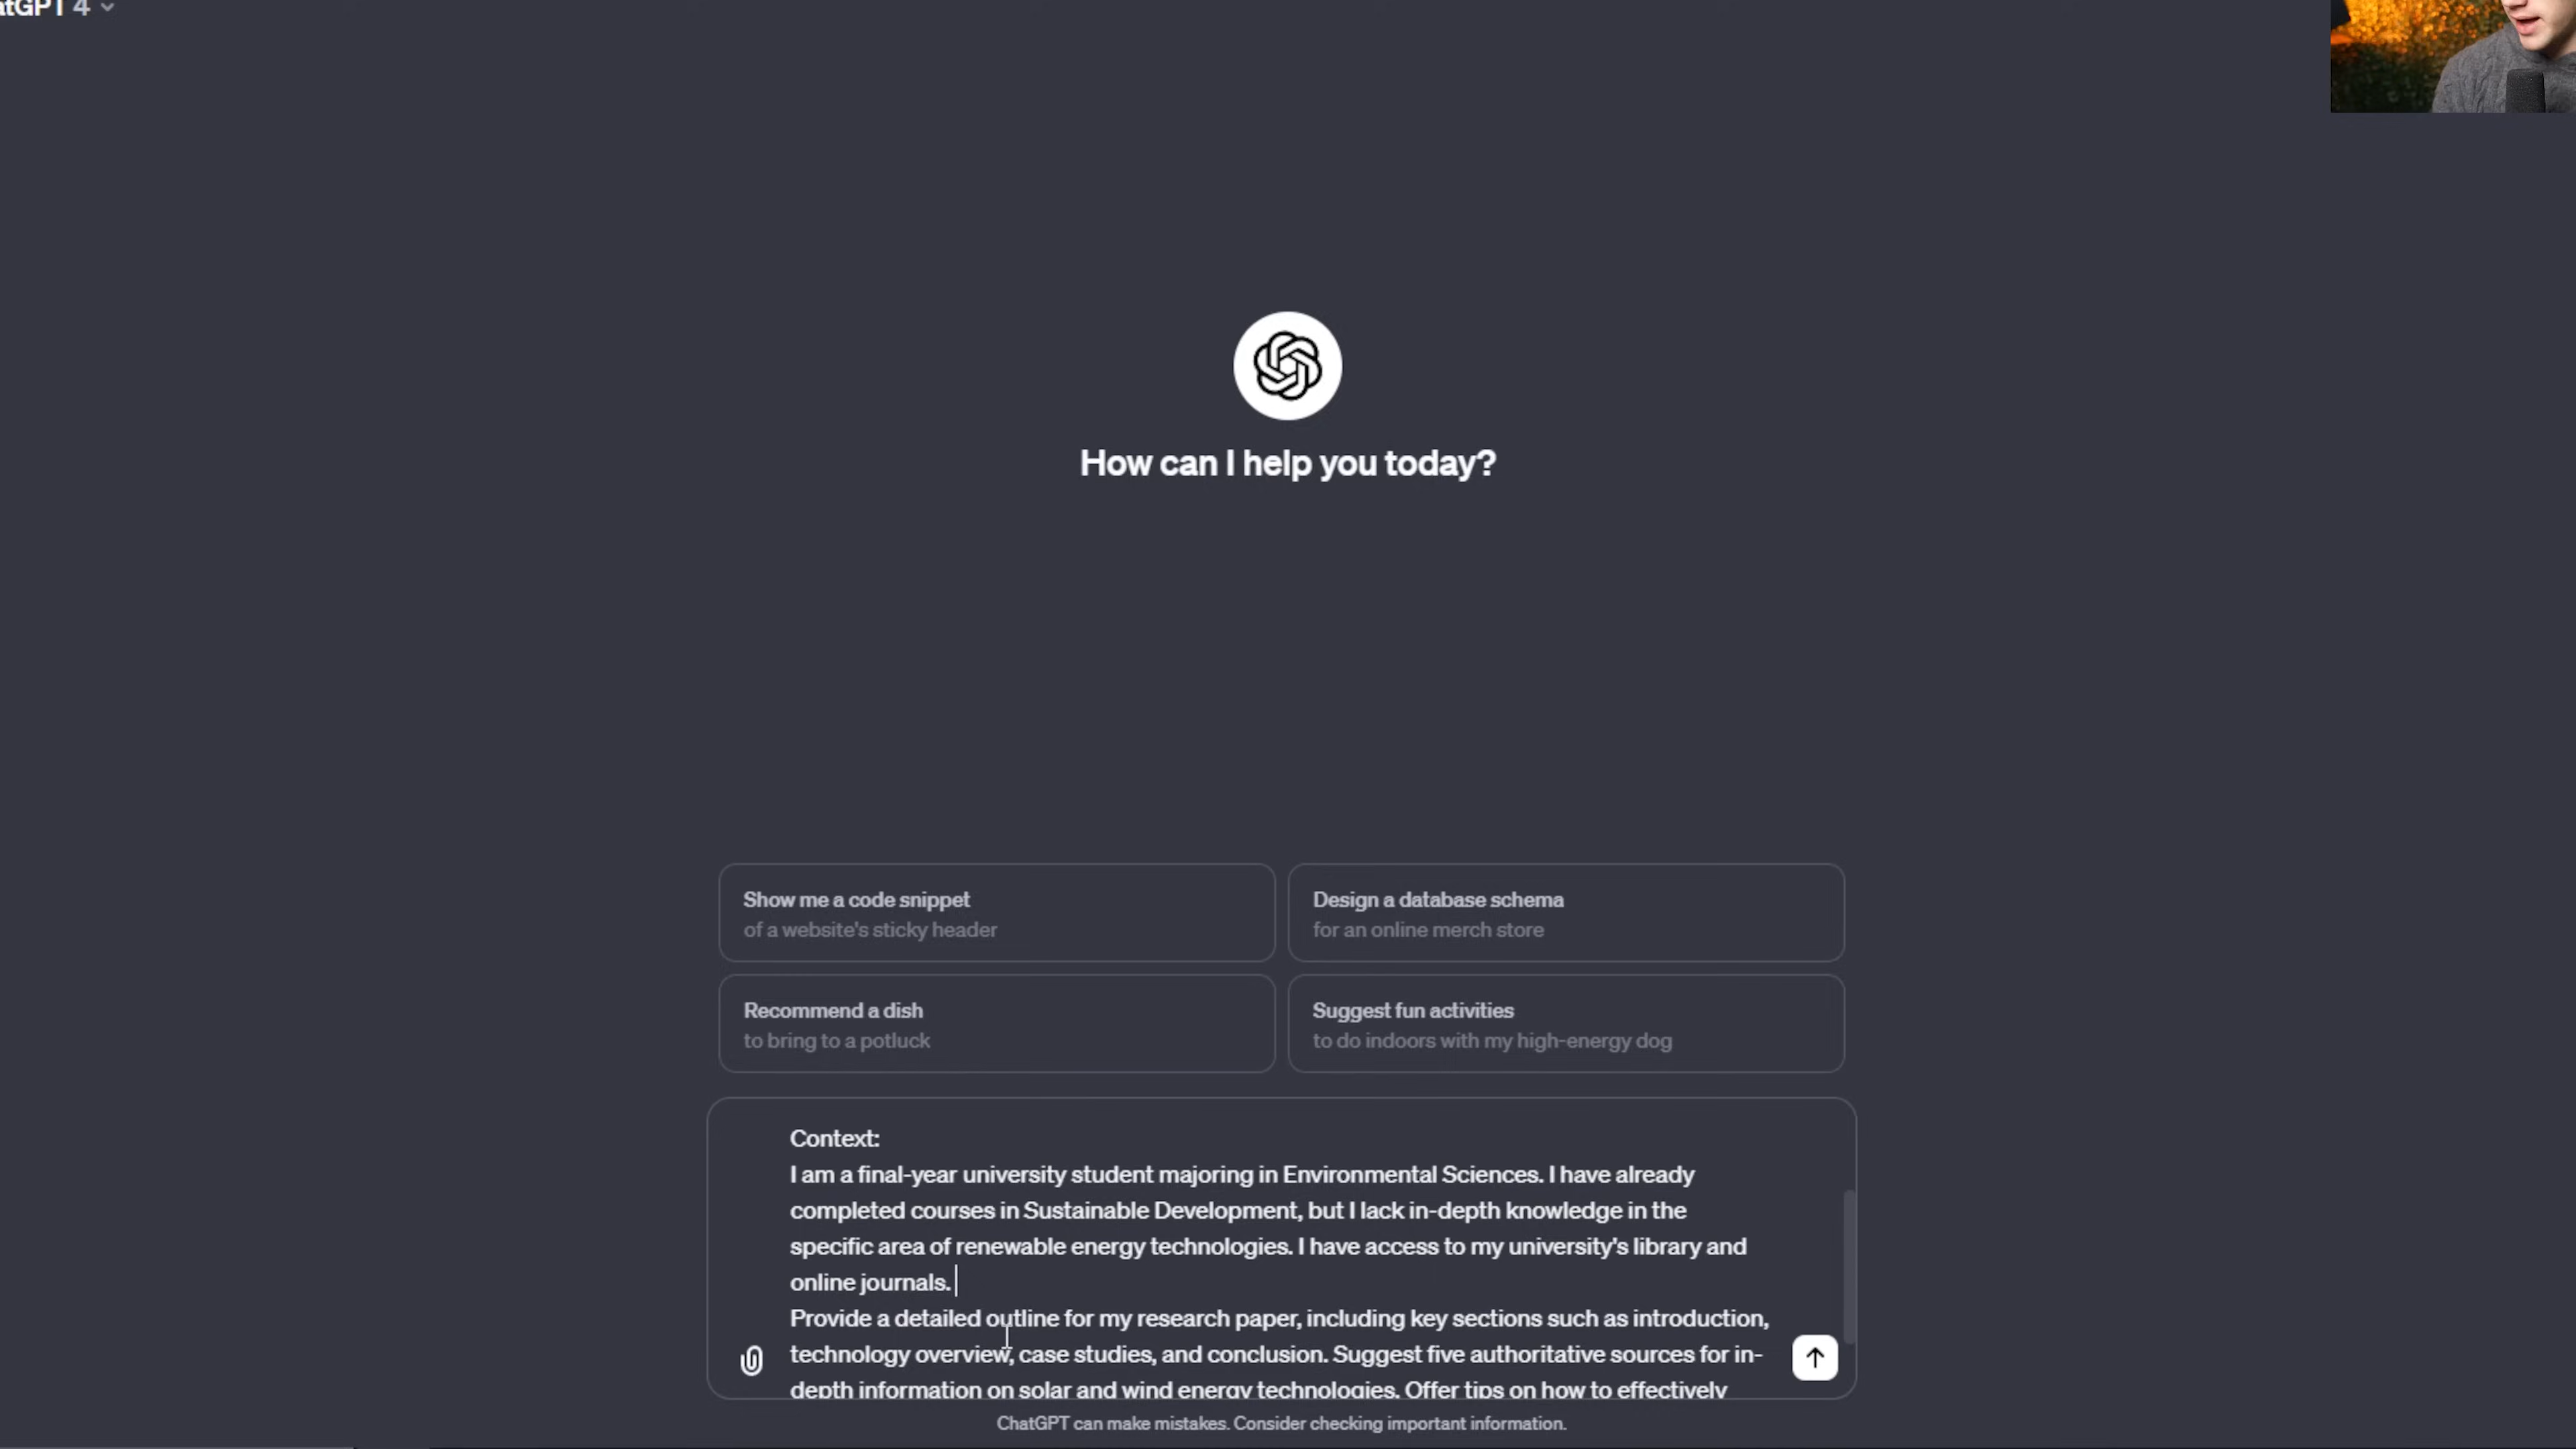 atGPT 4
How can I help you today?
Show me a code snippet
of a website's sticky header
Design a database schema
for an online merch store
Recommend a dish
to bring to a potluck
Suggest fun activities
to do indoors with my high-energy dog
Context:
I am a final-year university student majoring in Environmental Sciences. I have already
completed courses in Sustainable Development, but I lack in-depth knowledge in the
specific area of renewable energy technologies. I have access to my university's library and
online journals.
Provide a detailed outline for my research paper, including key sections such as introduction,
technology overview, case studies, and conclusion. Suggest five authoritative sources for in-
depth information on solar and wind energy technologies. Offer tips on how to effectively
ChatGPT can make mistakes. Consider checking important information.